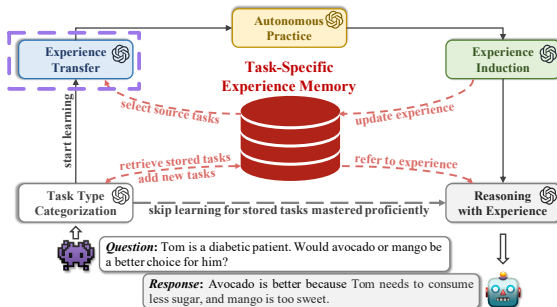 Autonomous
Practice
Experience
Transfer
Experience
Induction
Task-Specific
Experience Memory
select source tasks
update experience
start learning
retrieve stored tasks
add new tasks
refer to experience
Task Type
Categorization
skip learning for stored tasks mastered proficiently
Reasoning
with Experience
Question: Tom is a diabetic patient. Would avocado or mango be
a better choice for him?
Response: Avocado is better because Tom needs to consume
less sugar, and mango is too sweet.